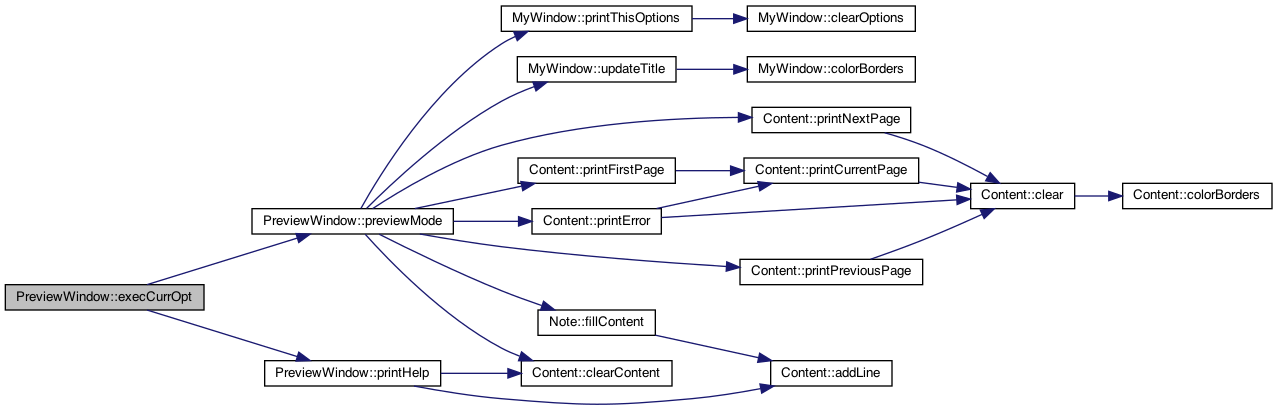 MyWindow::printThisOptions
MyWindow::clearOptions
MyWindow::updateTitle
MyWindow::colorBorders
Content::printNextPage
Content::printFirstPage
Content::printCurrentPage
Content::clear
Content::colorBorders
PreviewWindow::previewMode
Content::printError
Content::printPreviousPage
PreviewWindow::execCurrOpt
Note::fillContent
PreviewWindow::printHelp
Content::clearContent
Content::addLine